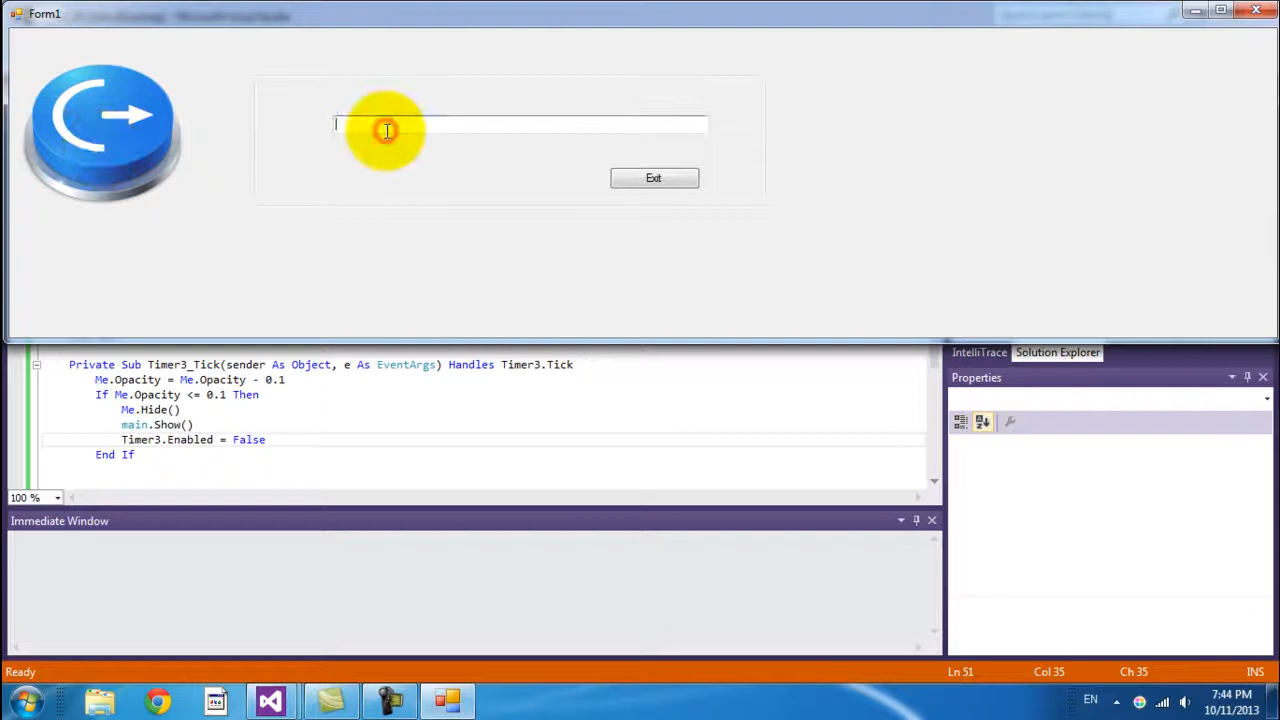 Form1
Exit
Private Sub Timer3_Tick(sender As Object, e As EventArgs) Handles Timer3.Tick
Me.Opacity = Me.Opacity - 0.1
If Me.Opacity <= 0.1 Then
Me.Hide()
main.Show()
Timer3.Enabled = False
End If
100 %
IntelliTrace
Solution Explorer
Properties
Immediate Window
Ready
Ln 51
Col 35
Ch 35
INS
EN
7:44 PM
10/11/2013